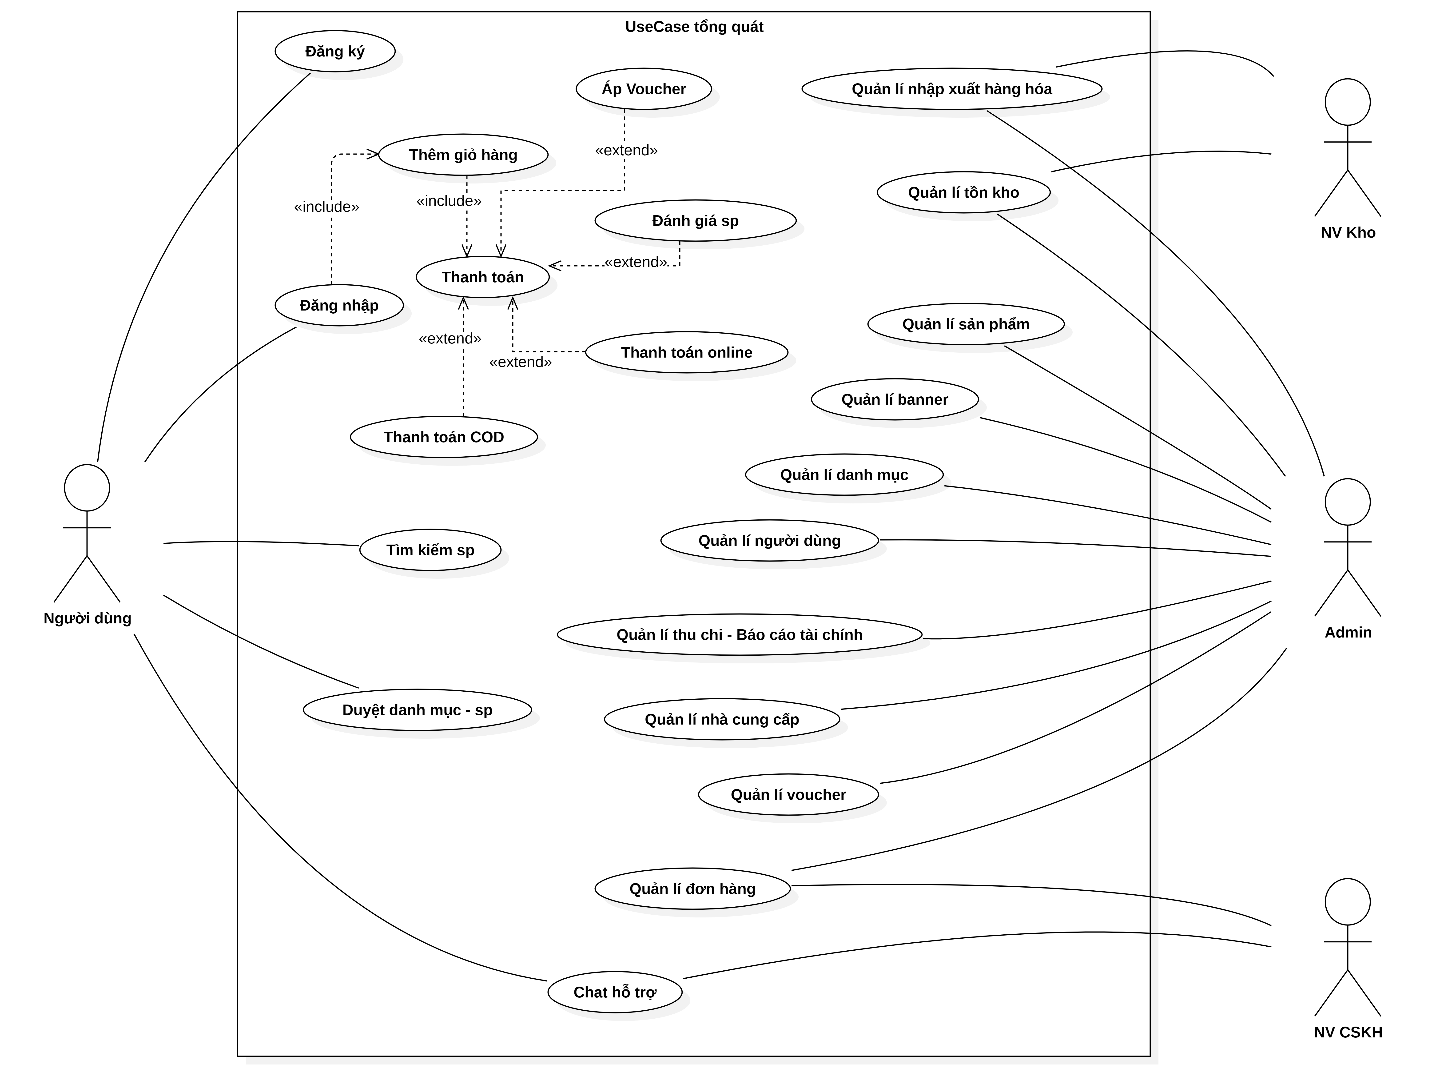 UseCase tổng quát
Đăng ký
Áp Voucher
Quản lí nhập xuất hàng hóa
«extend»
Thêm giỏ hàng
Quản lí tồn kho
«include»
«include»
Đánh giá sp
NV Kho
«extend»
Thanh toán
Đăng nhập
Quản lí sản phẩm
«extend»
Thanh toán online
«extend»
Quản lí banner
Thanh toán COD
Quản lí danh mục
Quản lí người dùng
Tìm kiếm sp
Người dùng
Quản lí thu chi - Báo cáo tài chính
Admin
Duyệt danh mục - sp
Quản lí nhà cung cấp
Quản lí voucher
Quản lí đơn hàng
Chat hỗ trợ
NV CSKH